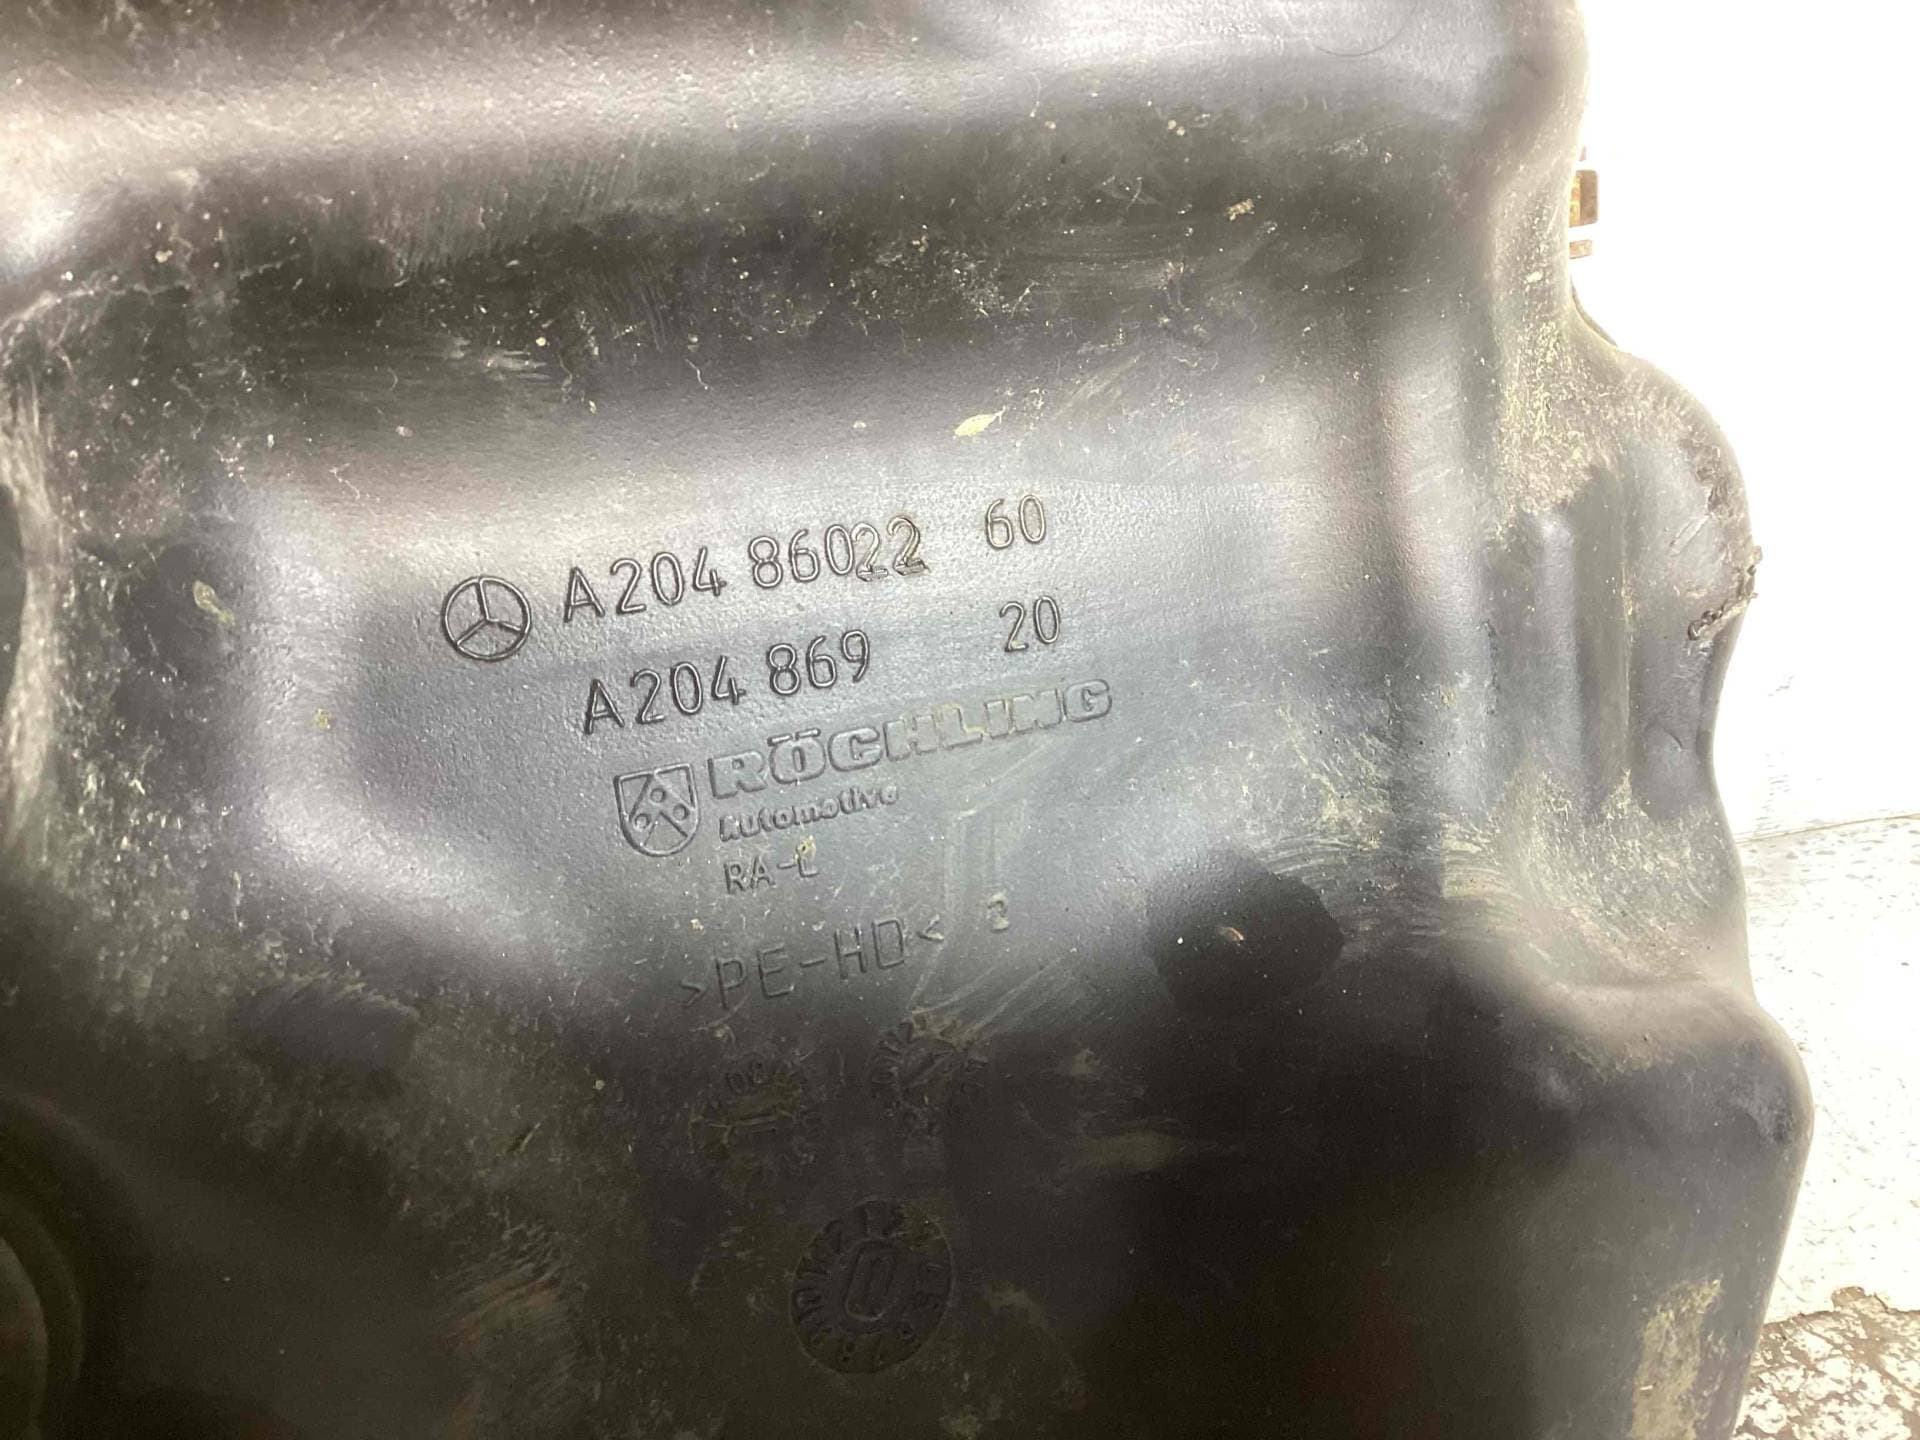 A204 86022 60
A204 869 20
RÖCHLING
Automotive
RA-L
>PE-HD<